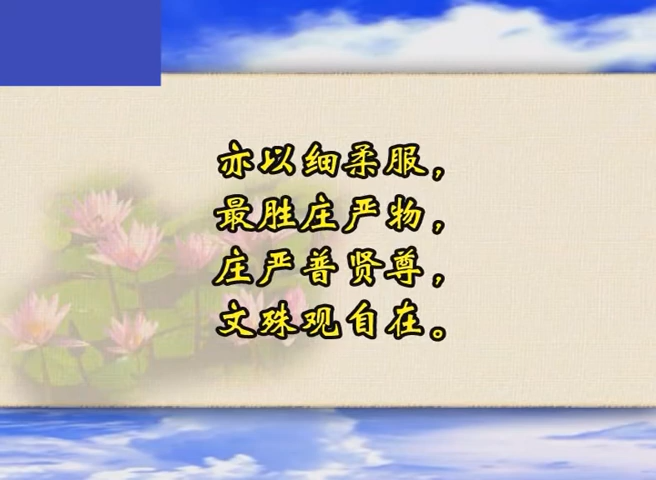 亦以细柔服，
最胜庄严物，
庄严普贤尊，
文殊观自在。